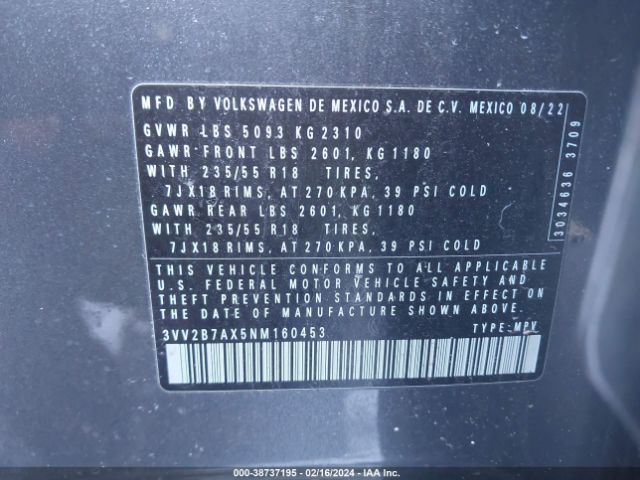 MFD BY VOLKSWAGEN DE MEXICO S.A. DE C.V. MEXICO 08/22
GVWR LBS 5093 KG 2310
GAWR FRONT LBS 2601, KG 1180
WITH 235/55 R18 TIRES,
7JX18 RIMS, AT 270 KPA, 39 PSI COLD
GAWR REAR LBS 2601, KG 1180
WITH 235/55 R18 TIRES,
7JX18 RIMS, AT 270 KPA, 39 PSI COLD
3034636 3709
THIS VEHICLE CONFORMS TO ALL APPLICABLE
U.S. FEDERAL MOTOR VEHICLE SAFETY AND
THEFT PREVENTION STANDARDS IN EFFECT ON
THE DATE OF MANUFACTURE SHOWN ABOVE.
3VV2B7AX5NM160453 TYPE: MPV
000-38737195 - 02/16/2024 - IAA Inc.